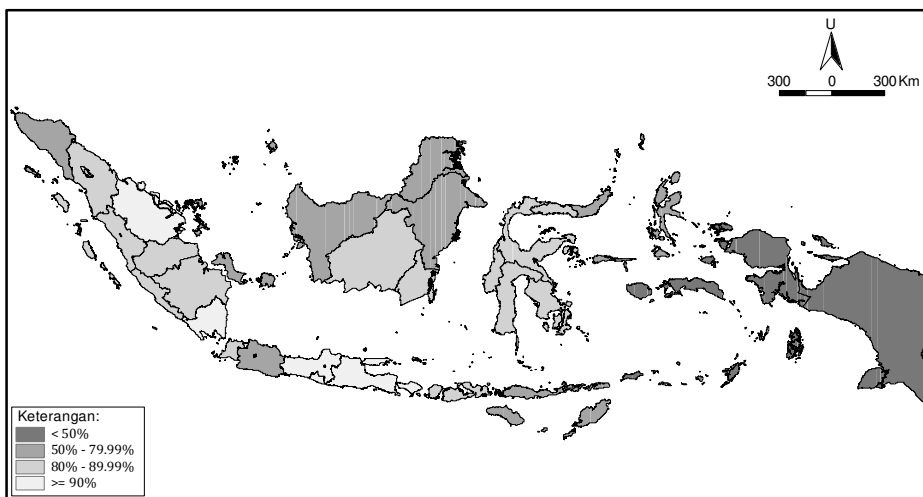 U
300 0 300 Km
Keterangan:
< 50%
50% - 79.99%
80% - 89.99%
>= 90%